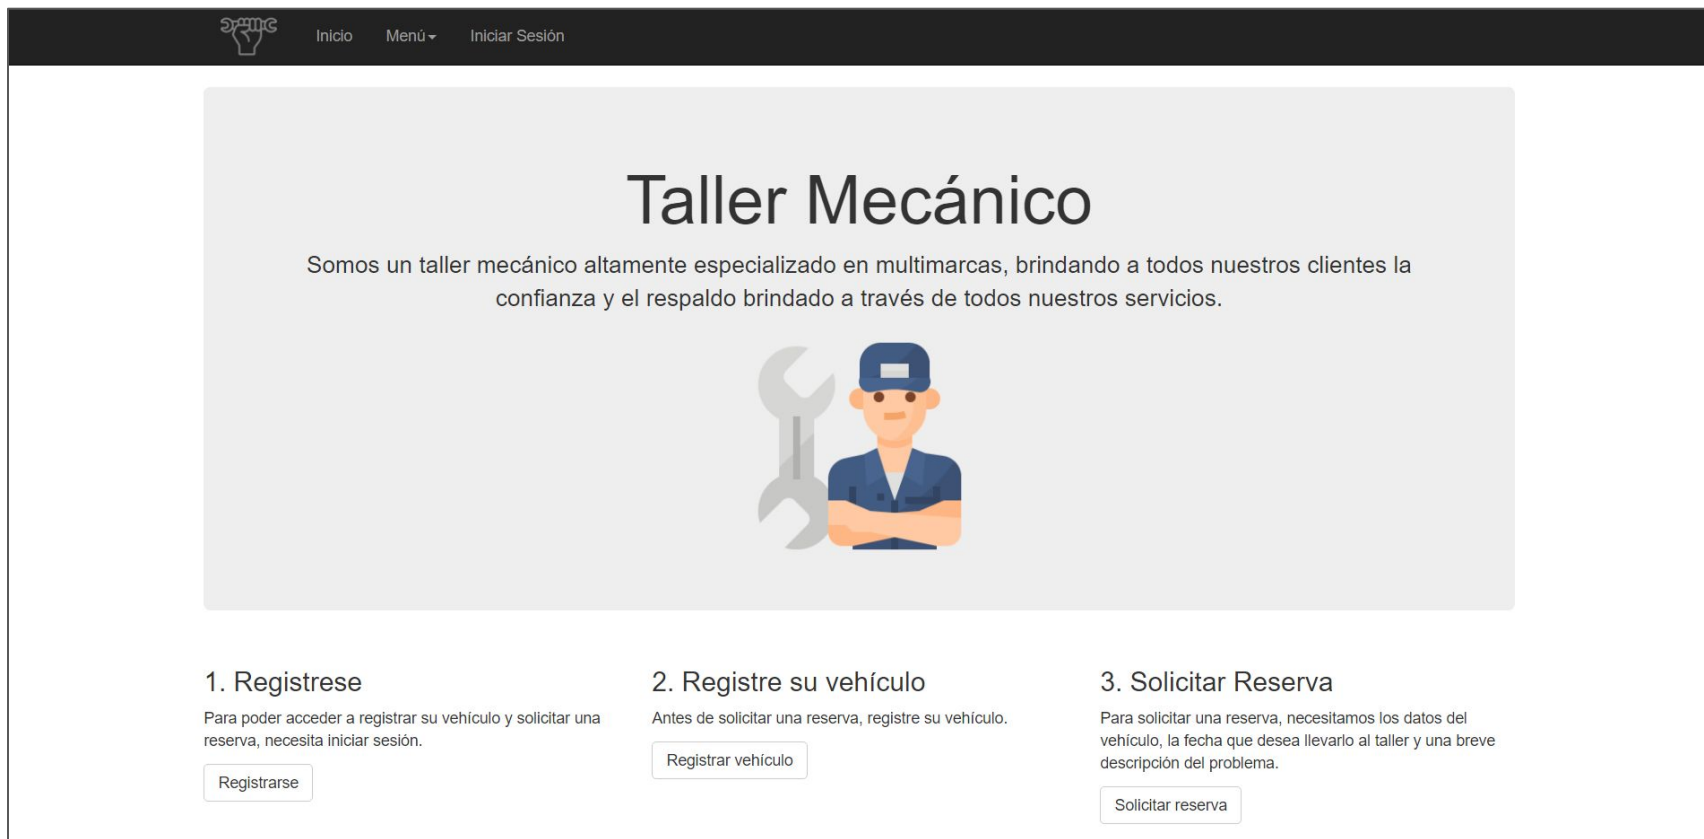 Inicio Menú Iniciar Sesión
Taller Mecánico
Somos un taller mecánico altamente especializado en multimarcas, brindando a todos nuestros clientes la
confianza y el respaldo brindado a través de todos nuestros servicios.
1. Registrese
Para poder acceder a registrar su vehículo y solicitar una
reserva, necesita iniciar sesión.
Registrarse
2. Registre su vehículo
Antes de solicitar una reserva, registre su vehículo.
Registrar vehículo
3. Solicitar Reserva
Para solicitar una reserva, necesitamos los datos del
vehículo, la fecha que desea llevarlo al taller y una breve
descripción del problema.
Solicitar reserva